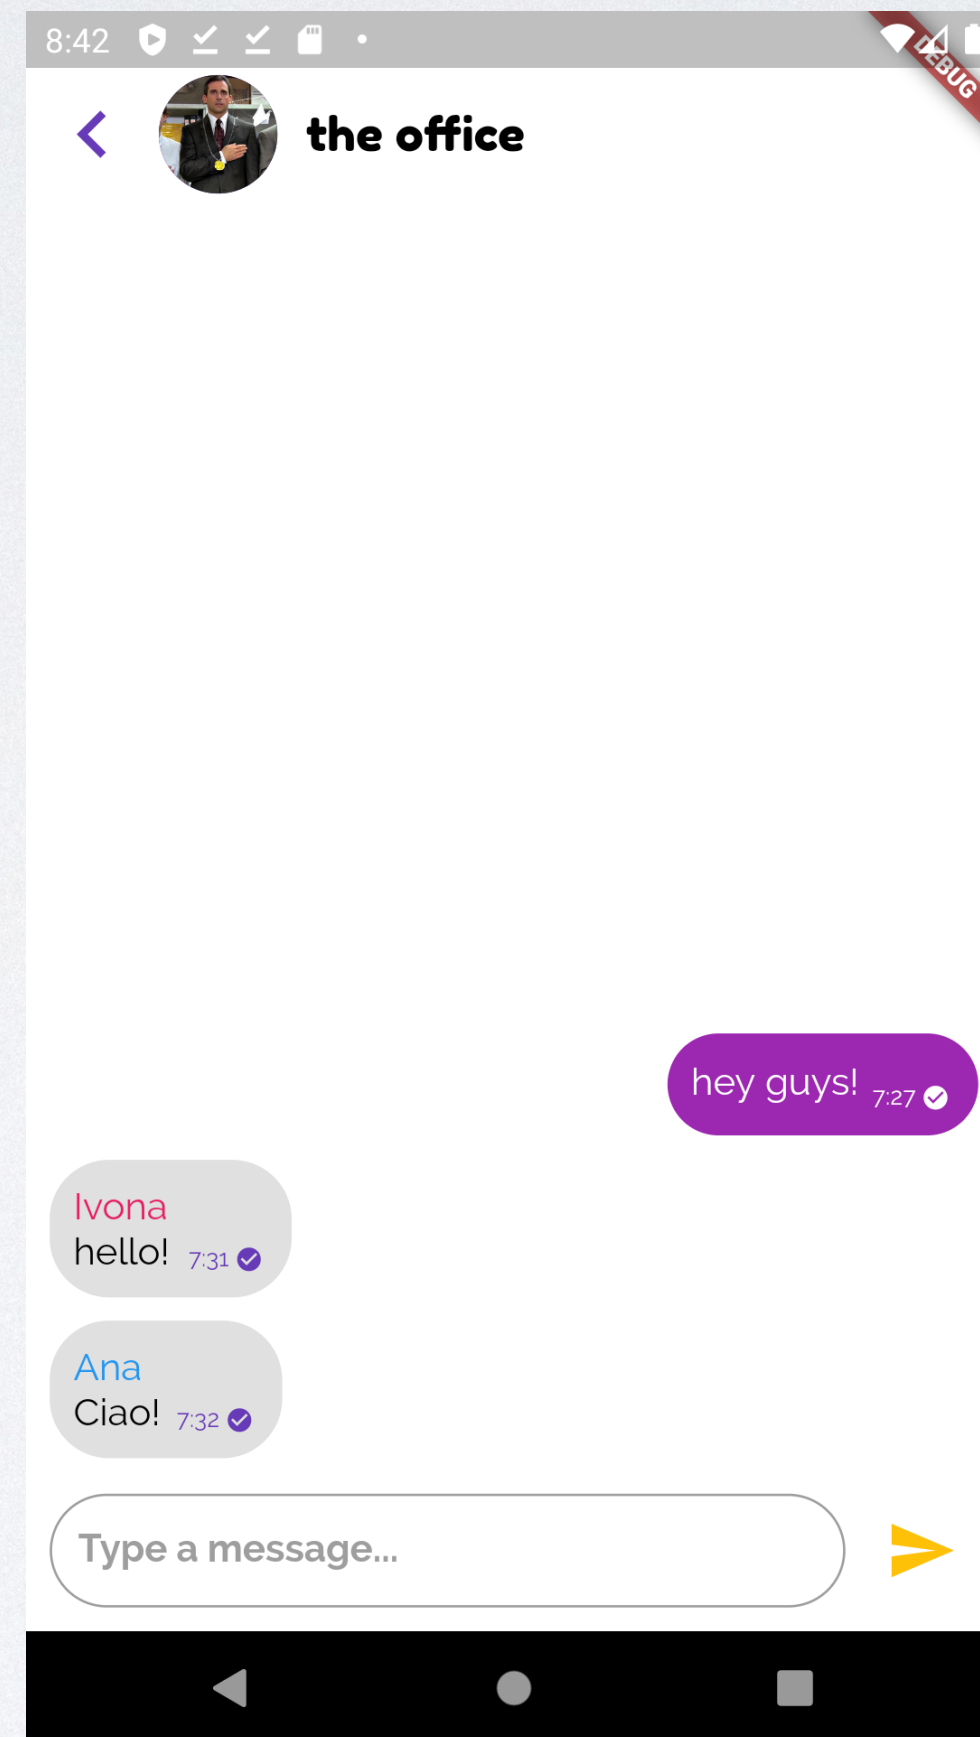 8:42
DEBUG
the office
hey guys! 7:27
Ivona
hello! 7:31
Ana
Ciao! 7:32
Type a message...